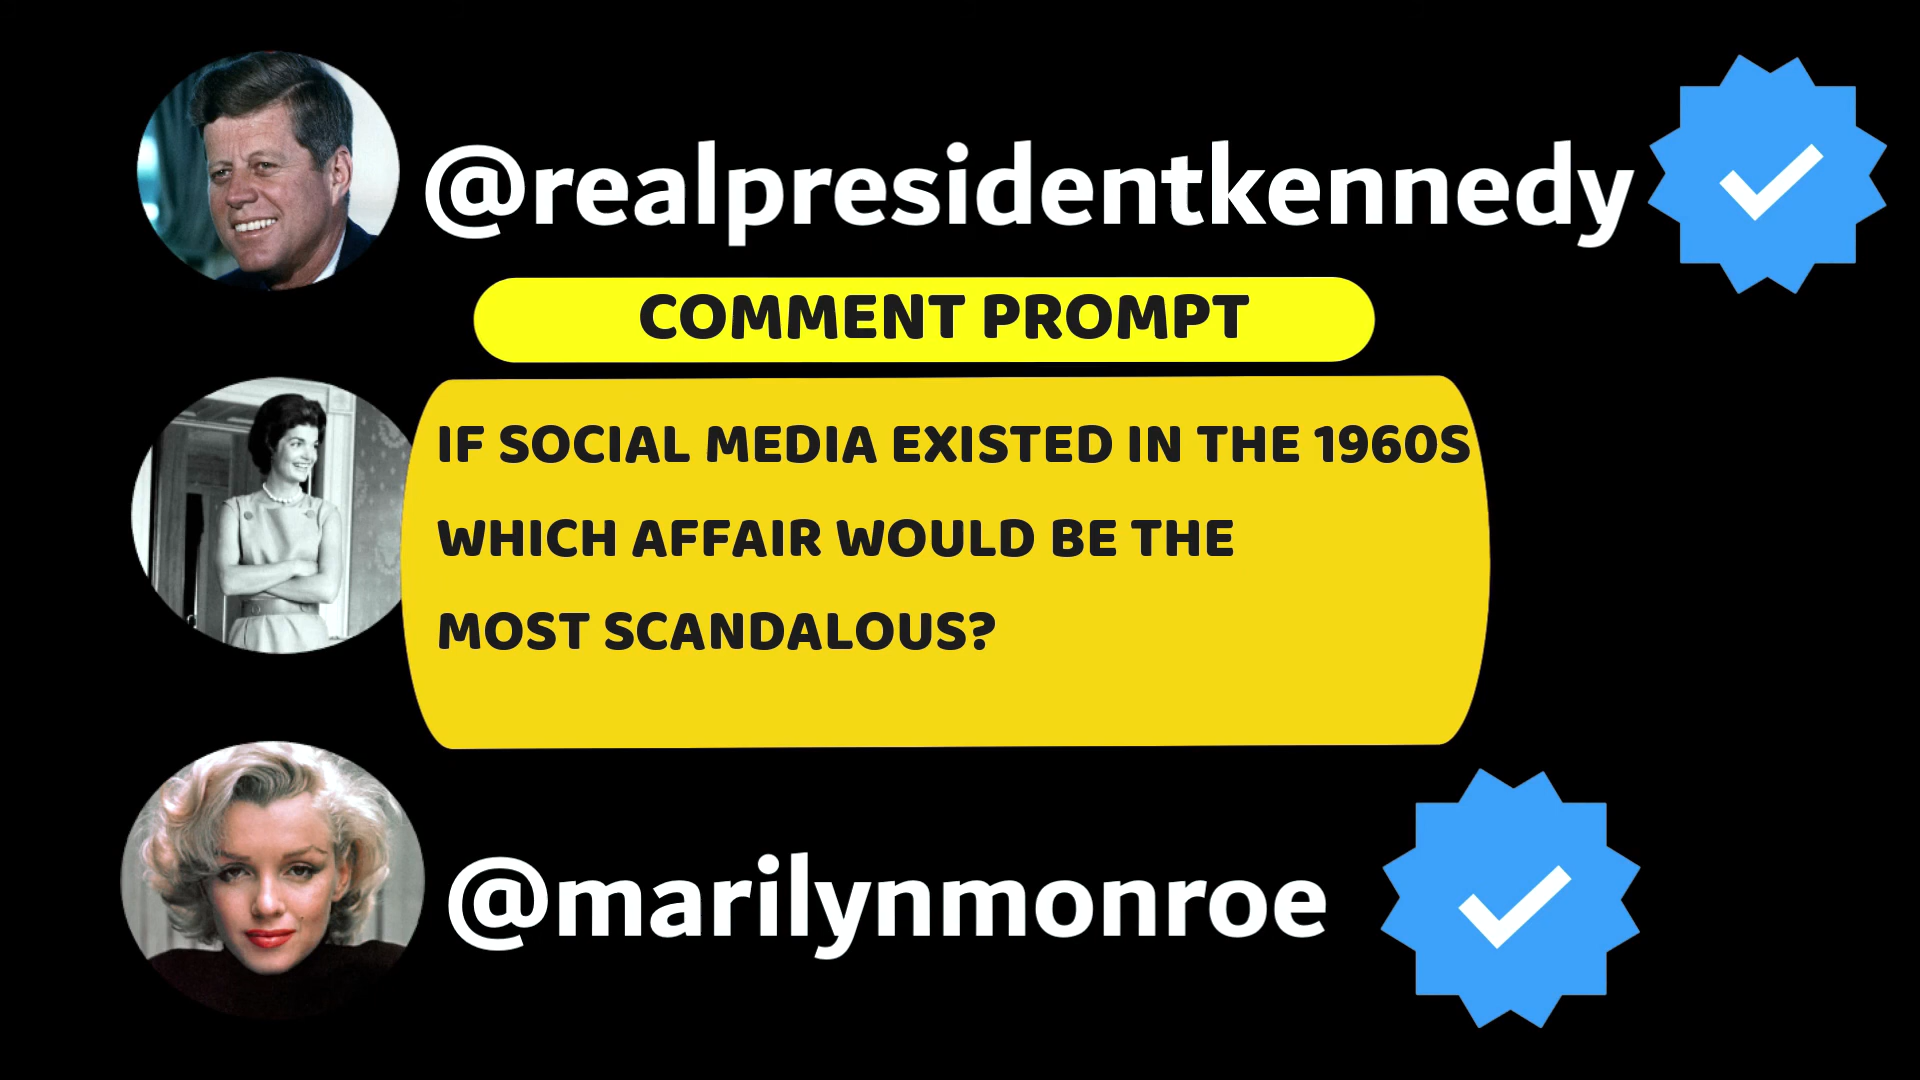 @realpresidentkennedy
COMMENT PROMPT
IF SOCIAL MEDIA EXISTED IN THE 1960S
WHICH AFFAIR WOULD BE THE
MOST SCANDALOUS?
@marilynmonroe